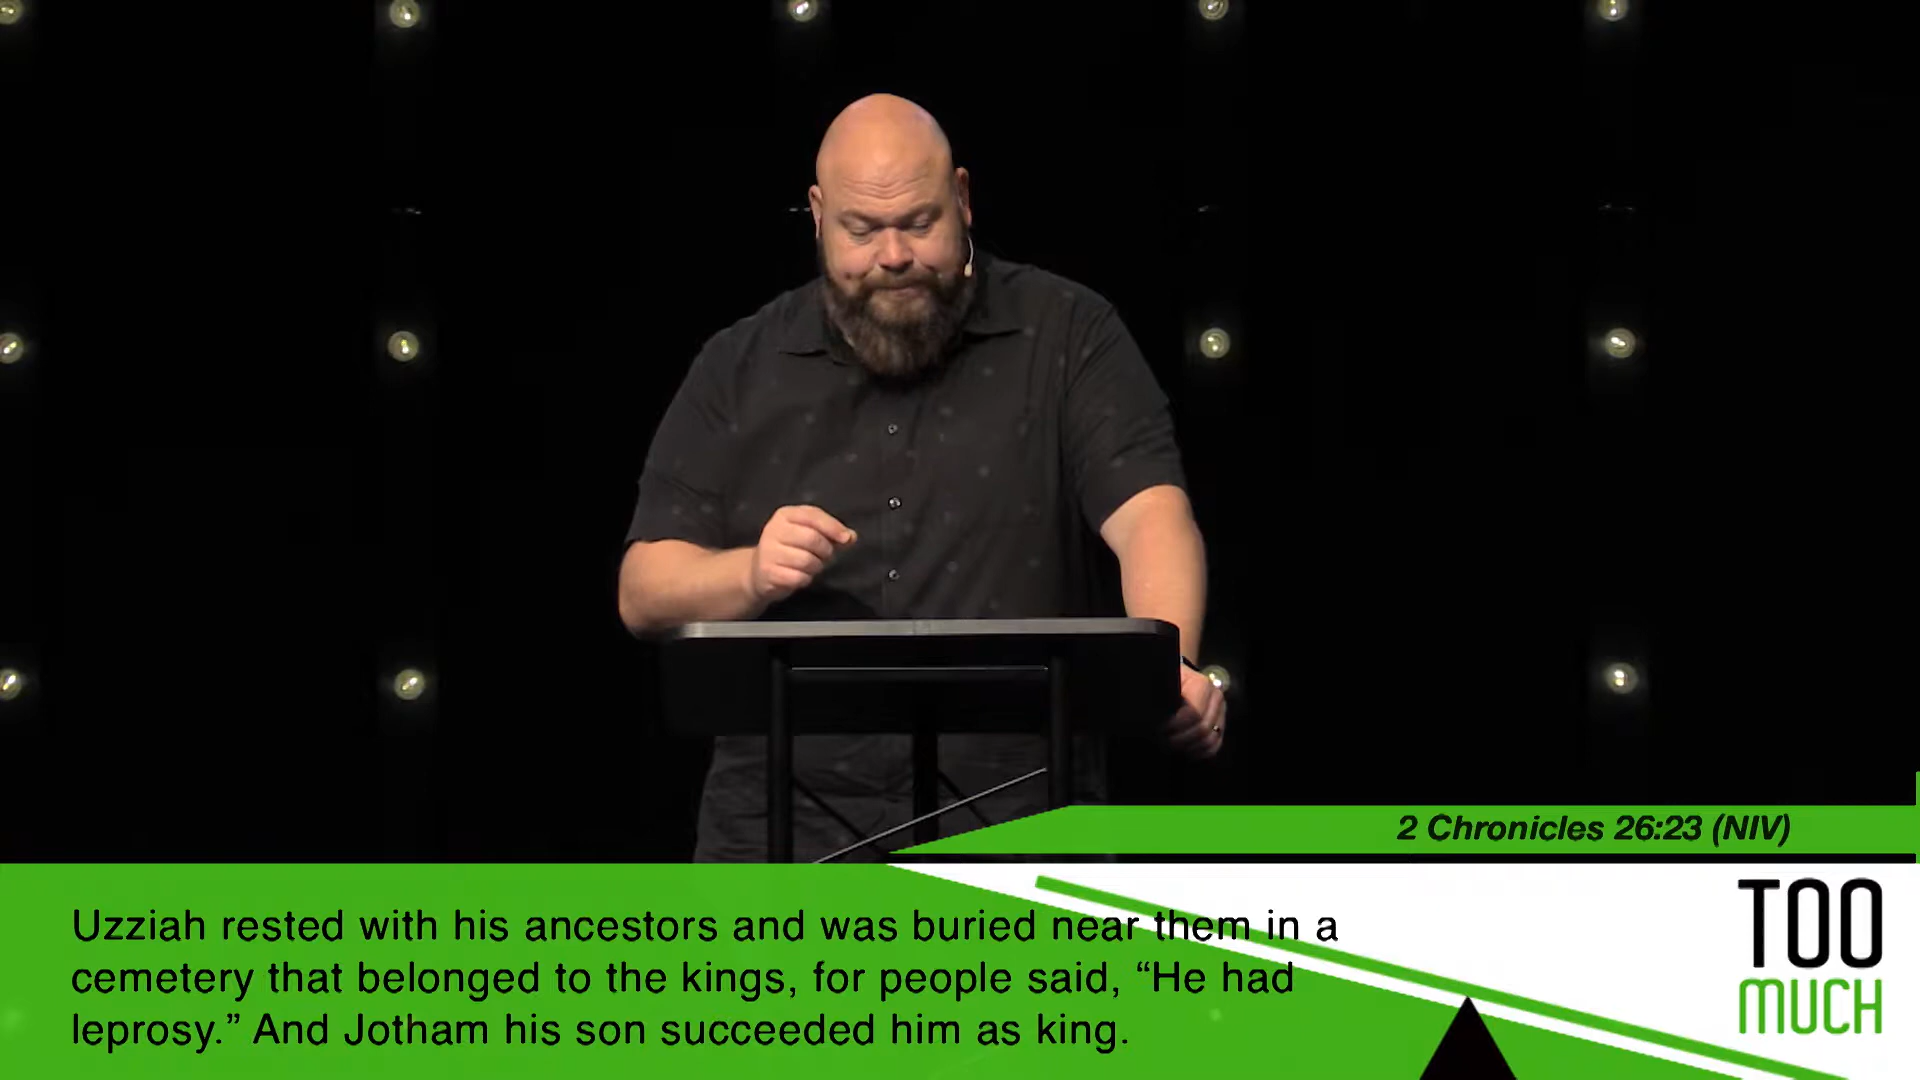 2 Chronicles 26:23 (NIV)
Uzziah rested with his ancestors and was buried near them in a
cemetery that belonged to the kings, for people said, “He had
leprosy.” And Jotham his son succeeded him as king.
TOO
MUCH